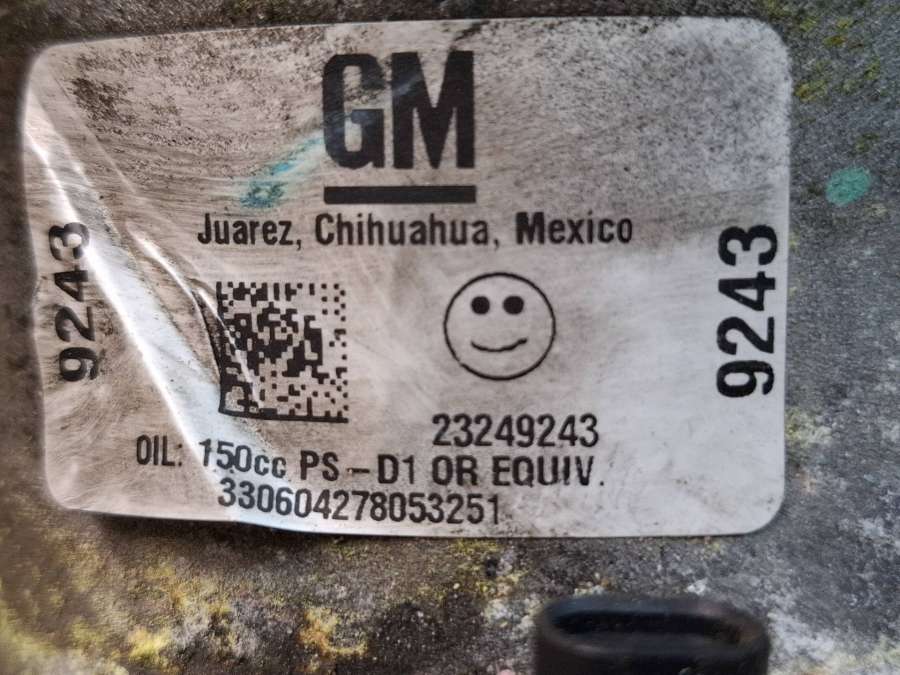 GM
Juarez, Chihuahua, Mexico
9243
9243
23249243
OIL: 150cc PS-D1 OR EQUIV.
330604278053251